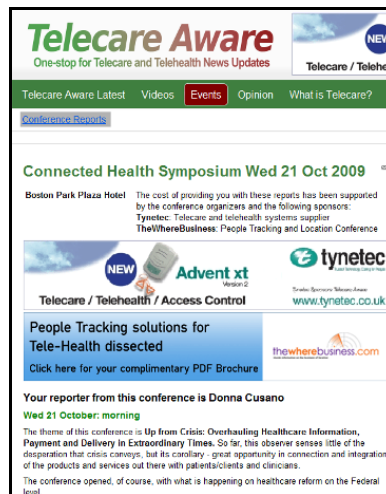 Telecare Aware
One-stop for Telecare and Telehealth News Updates
NEW
Telecare / Telehe
Telecare Aware Latest Videos Events Opinion What is Telecare?
Conference Reports
Connected Health Symposium Wed 21 Oct 2009
Boston Park Plaza Hotel The cost of providing you with these reports has been supported
by the conference organizers and the following sponsors:
Tynetec: Telecare and telehealth systems supplier
TheWhereBusiness: People Tracking and Location Conference
NEW Advent xt
Version 2
Telecare / Telehealth / Access Control
tynetec
Tynetec Sponsors Telecare Aware
www.tynetec.co.uk
People Tracking solutions for
Tele-Health dissected
Click here for your complimentary PDF Brochure
thewherebusiness.com
Your reporter from this conference is Donna Cusano
Wed 21 October: morning
The theme of this conference is Up from Crisis: Overhauling Healthcare Information,
Payment and Delivery in Extraordinary Times. So far, this observer senses little of the
desperation that crisis conveys, but its corollary - great opportunity in connection and integration
of the products and services out there with patients/clients and clinicians.
The conference opened, of course, with what is happening on healthcare reform on the Federal
level